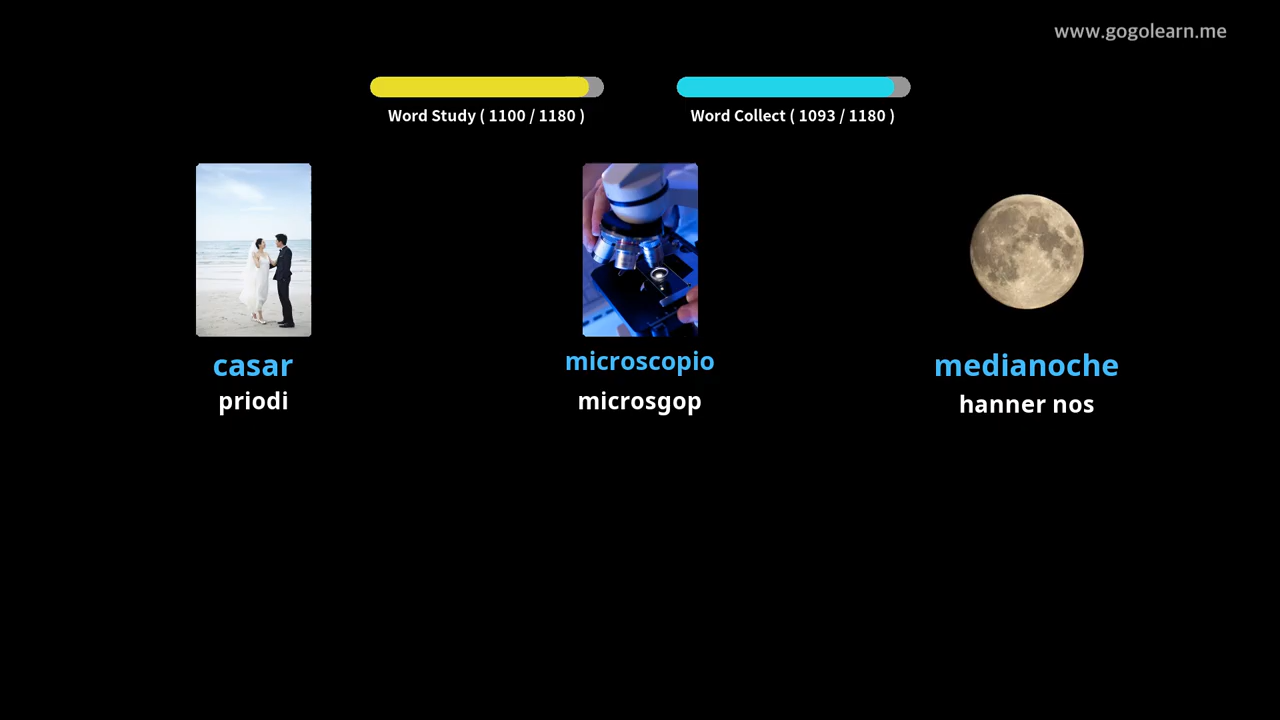 www.gogolearn.me
Word Study ( 1100 / 1180 )
Word Collect ( 1093 / 1180 )
casar
priodi
microscopio
microsgop
medianoche
hanner nos